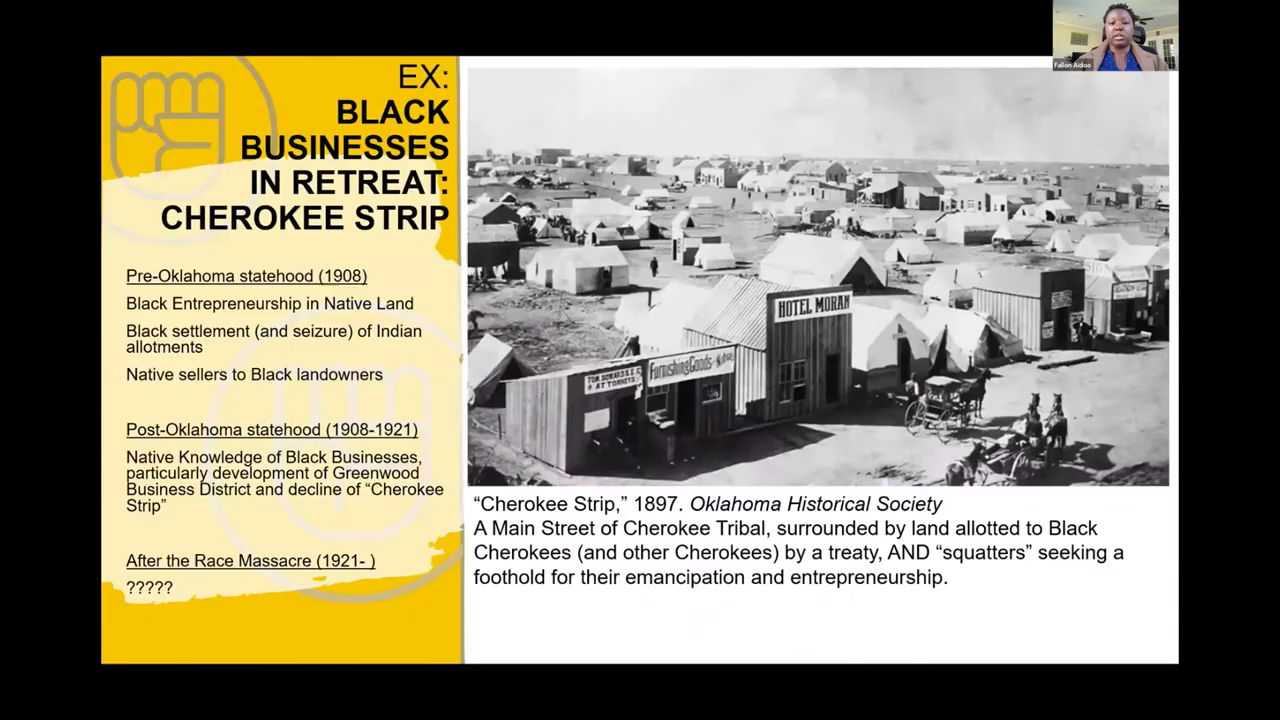 Fallon Aidoo
EX:
BLACK
BUSINESSES
IN RETREAT:
CHEROKEE STRIP
Pre-Oklahoma statehood (1908)
Black Entrepreneurship in Native Land
Black settlement (and seizure) of Indian
allotments
Native sellers to Black landowners
Post-Oklahoma statehood (1908-1921)
Native Knowledge of Black Businesses,
particularly development of Greenwood
Business District and decline of “Cherokee
Strip”
After the Race Massacre (1921- )
?????
HOTEL MORAN
Furnishing Goods
ATTORNEYS
“Cherokee Strip,” 1897. Oklahoma Historical Society
A Main Street of Cherokee Tribal, surrounded by land allotted to Black
Cherokees (and other Cherokees) by a treaty, AND “squatters” seeking a
foothold for their emancipation and entrepreneurship.